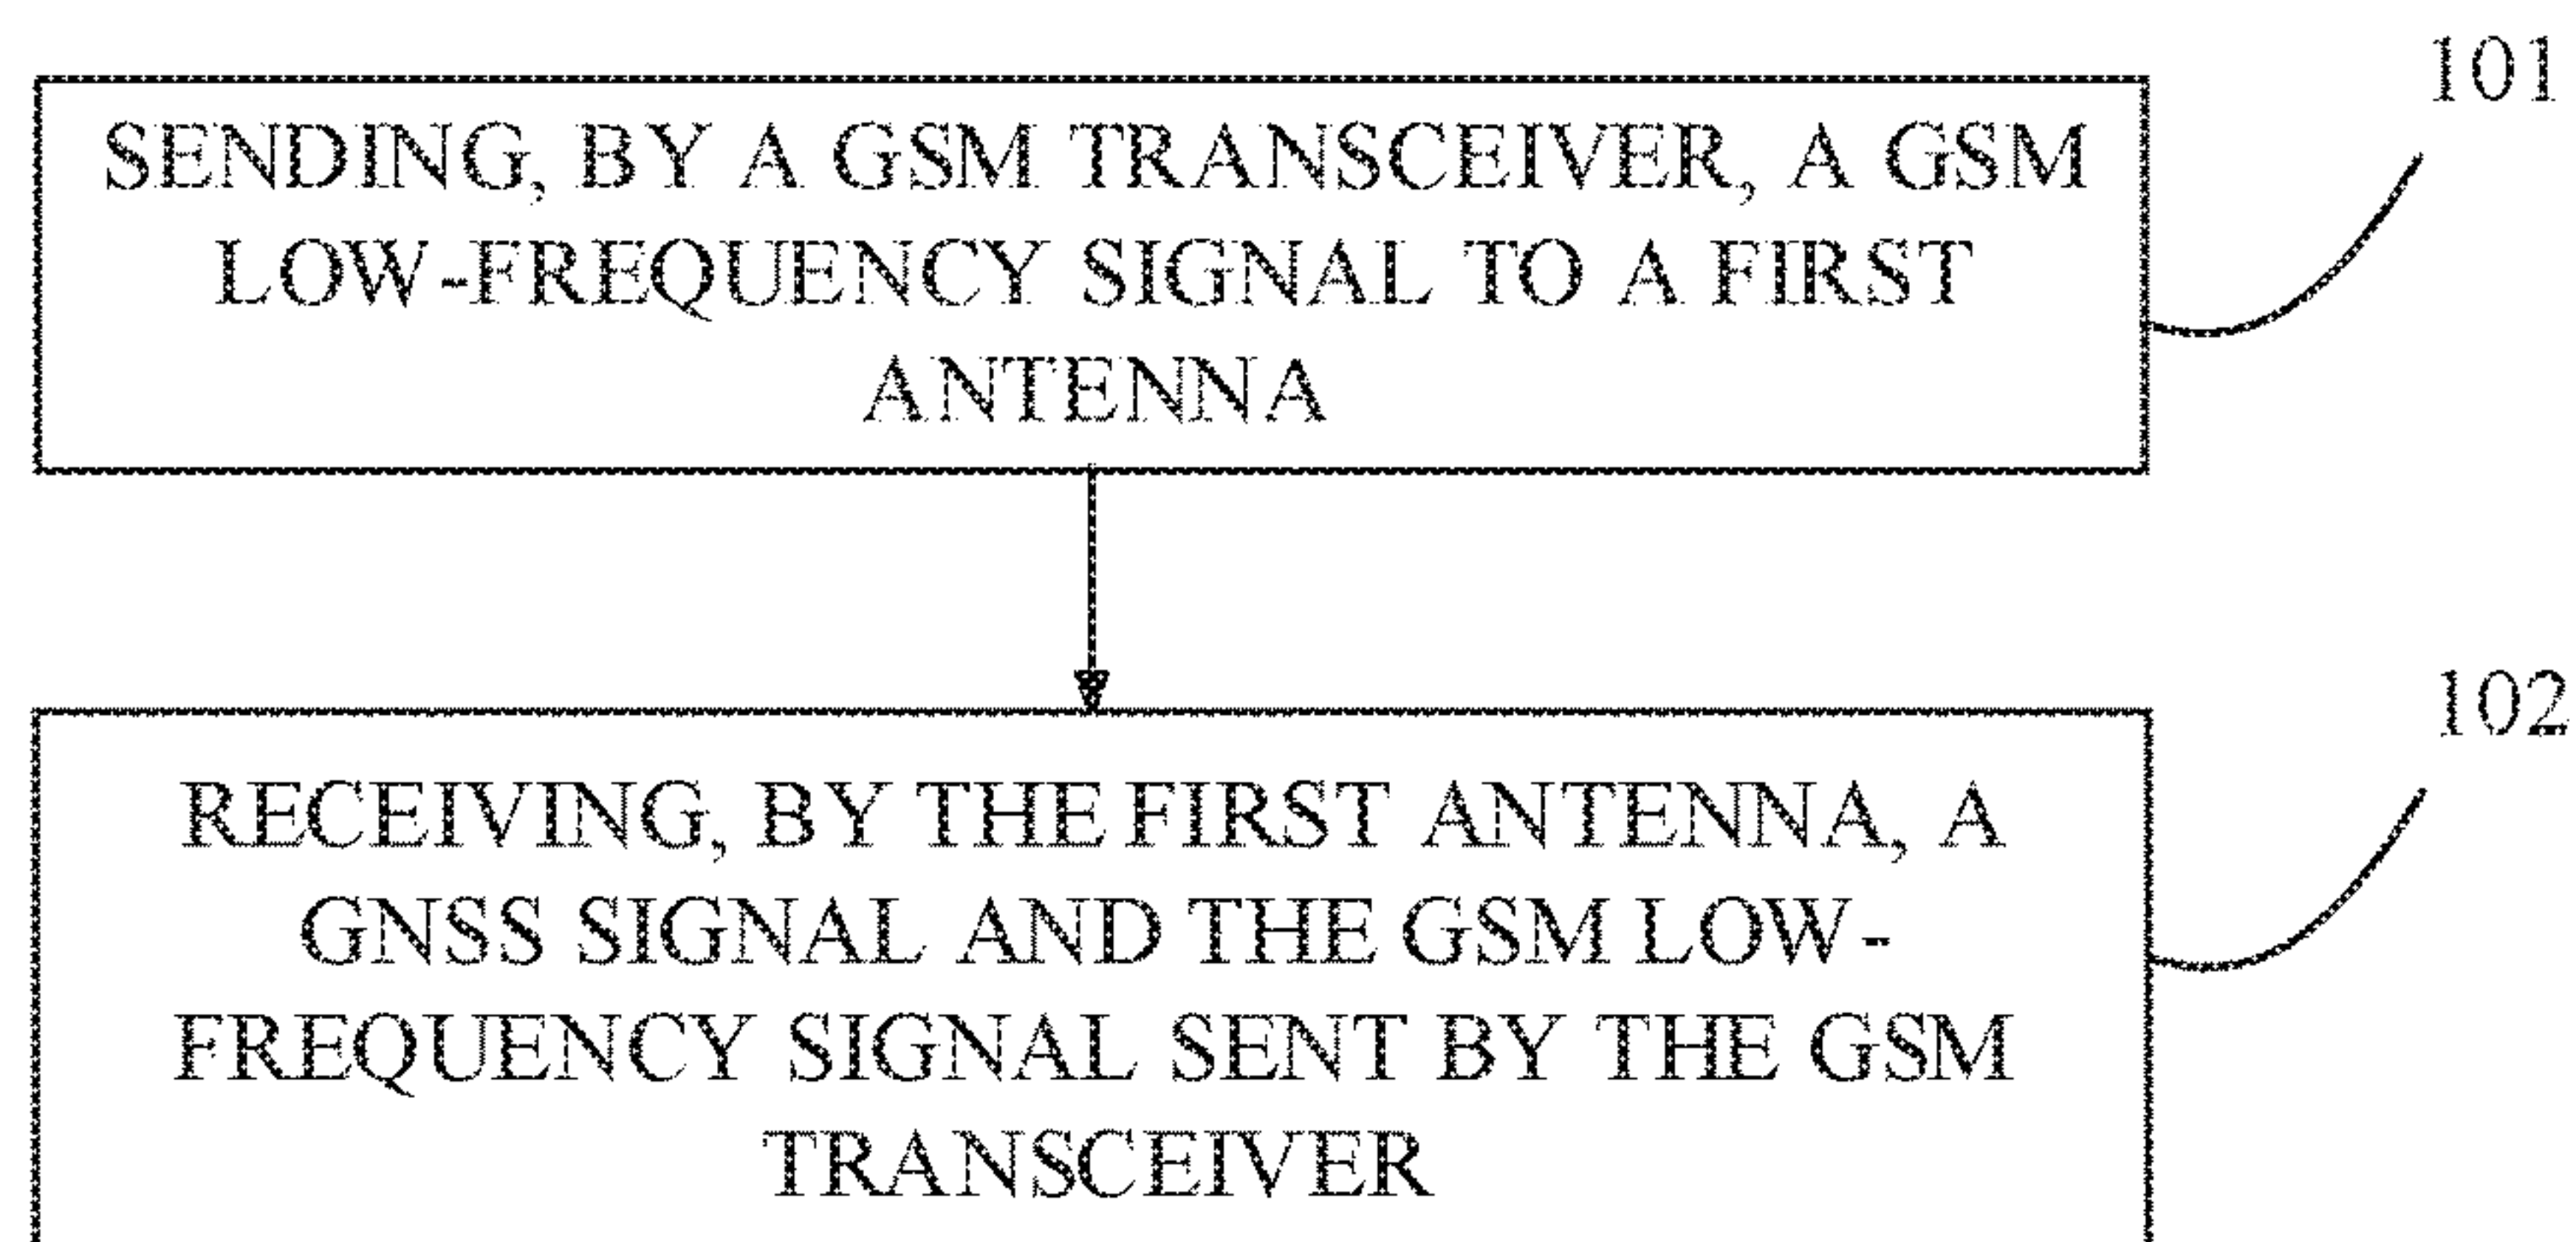 101
SENDING, BY A GSM TRANSCEIVER, A GSM
LOW-FREQUENCY SIGNAL TO A FIRST
ANTENNA
102
RECEIVING, BY THE FIRST ANTENNA, A
GNSS SIGNAL AND THE GSM LOW-
FREQUENCY SIGNAL SENT BY THE GSM
TRANSCEIVER